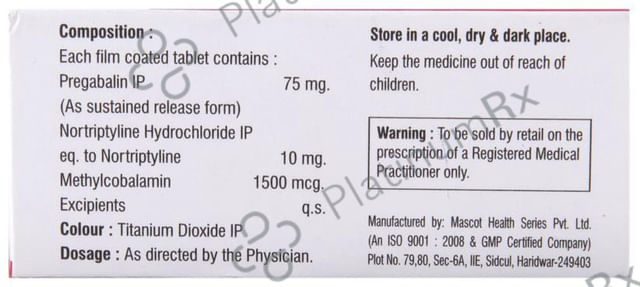 Composition :
Each film coated tablet contains :
Pregabalin IP 75 mg.
(As sustained release form)
Nortriptyline Hydrochloride IP
eq. to Nortriptyline 10 mg.
Methylcobalamin 1500 mcg.
Excipients q.s.
Colour : Titanium Dioxide IP
Dosage : As directed by the Physician.
Store in a cool, dry & dark place.
Keep the medicine out of reach of
children.
Warning : To be sold by retail on the
prescription of a Registered Medical
Practitioner only.
Manufactured by: Mascot Health Series Pvt. Ltd.
(An ISO 9001 : 2008 & GMP Certified Company)
Plot No. 79,80, Sec-6A, IIE, Sidcul, Haridwar-249403
PlatinumRx